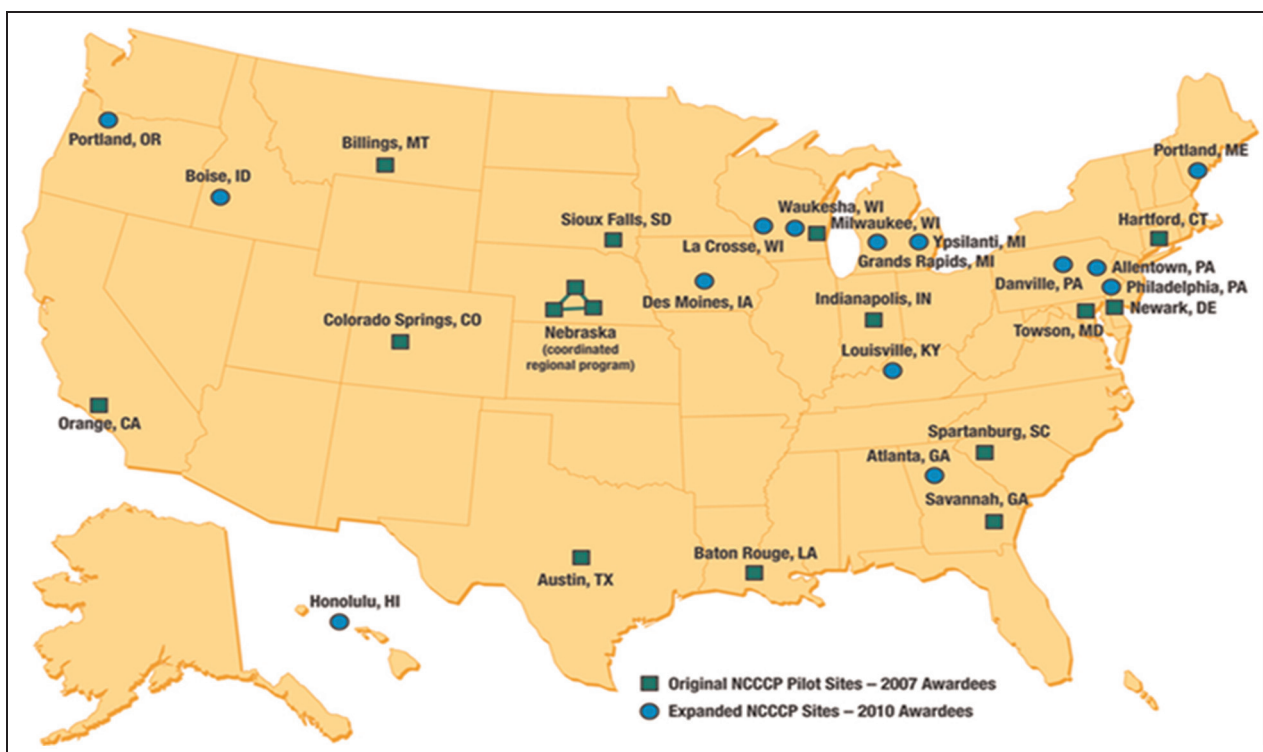 Portland, OR
Billings, MT
Boise, ID
Portland, ME
Sioux Falls, SD
Waukesha, WI
Milwaukee, WI
Hartford, CT
La Crosse, WI
Ypsilanti, MI
Grands Rapids, MI
Allentown, PA
Danville, PA
Philadelphia, PA
Des Moines, IA
Indianapolis, IN
Newark, DE
Colorado Springs, CO
Nebraska
(coordinated
regional program)
Towson, MD
Louisville, KY
Orange, CA
Spartanburg, SC
Atlanta, GA
Savannah, GA
Baton Rouge, LA
Austin, TX
Honolulu, HI
Original NCCCP Pilot Sites – 2007 Awardees
Expanded NCCCP Sites – 2010 Awardees